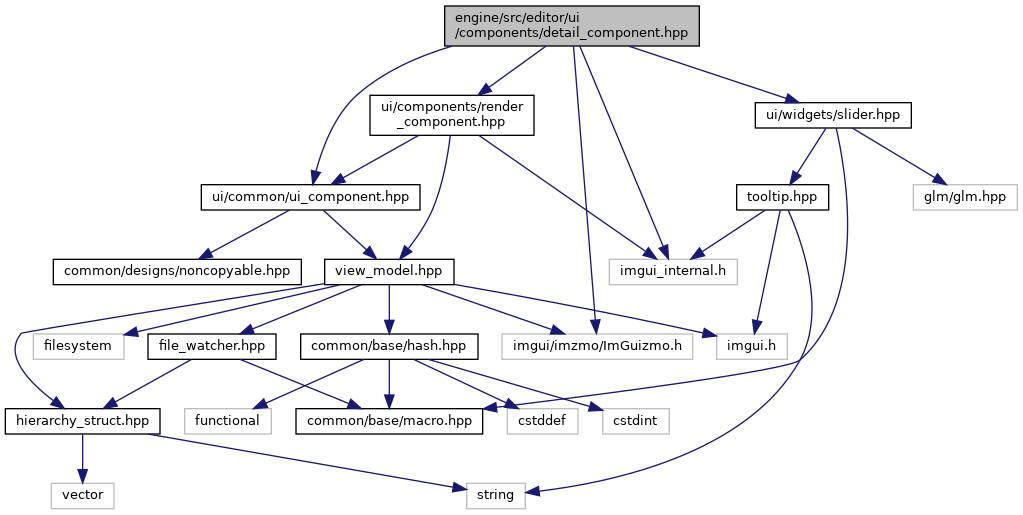 engine/src/editor/ui
/components/detail_component.hpp
ui/components/render
_component.hpp
ui/widgets/slider.hpp
ui/common/ui_component.hpp
tooltip.hpp
glm/glm.hpp
common/designs/noncopyable.hpp
view_model.hpp
imgui_internal.h
filesystem
file_watcher.hpp
common/base/hash.hpp
imgui/imzmo/ImGuizmo.h
imgui.h
hierarchy_struct.hpp
functional
common/base/macro.hpp
cstddef
cstdint
vector
string